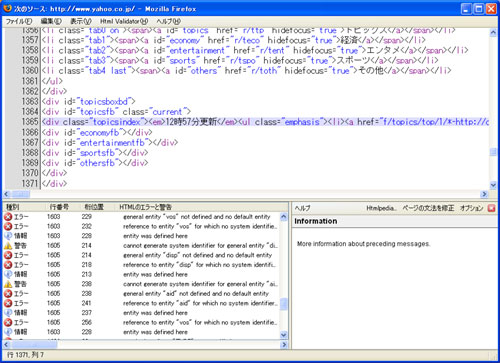 次のソース: http://www.yahoo.co.jp/ - Mozilla Firefox
ファイル(F) 編集(E) 表示(V) Html Validator(H) ヘルプ(H)
1356 <li class="tab0 on"><span><a id="topics" href="r/ttp" hidefocus="true">トピックス</a></span></li>
1357 <li class="tab1"><span><a id="economy" href="r/teco" hidefocus="true">経済</a></span></li>
1358 <li class="tab2"><span><a id="entertainment" href="r/tent" hidefocus="true">エンタメ</a></span></li>
1359 <li class="tab3"><span><a id="sports" href="r/tspo" hidefocus="true">スポーツ</a></span></li>
1360 <li class="tab4 last"><span><a id="others" href="r/toth" hidefocus="true">その他</a></span></li>
1361 </ul>
1362 </div>
1363 <div id="topicsboxbd">
1364 <div id="topicsfb" class="current">
1365 <div class="topicsindex"><em>12時57分更新</em><ul class="emphasis"><li><a href="f/topics/top/1/*-http://c
1366 <div id="economyfb"></div>
1367 <div id="entertainmentfb"></div>
1368 <div id="sportsfb"></div>
1369 <div id="othersfb"></div>
1370 </div>
1371 </div>
種別 行番号 桁位置 HTMLのエラーと警告
エラー 1603 229 general entity "vos" not defined and no default entity
エラー 1603 232 reference to entity "vos" for which no system identifi...
情報 1603 228 entity was defined here
警告 1605 214 cannot generate system identifier for general entity "di...
エラー 1605 214 general entity "disp" not defined and no default entity
エラー 1605 218 reference to entity "disp" for which no system identifi...
情報 1605 213 entity was defined here
警告 1605 238 cannot generate system identifier for general entity "ai...
エラー 1605 238 general entity "aid" not defined and no default entity
エラー 1605 241 reference to entity "aid" for which no system identifi...
情報 1605 237 entity was defined here
エラー 1605 256 reference to entity "vos" for which no system identifi...
情報 1603 228 entity was defined here
ヘルプ Htmlpedia.. ページの文法を修正 オプション
Information
More information about preceding messages.
行 1371, 列 7